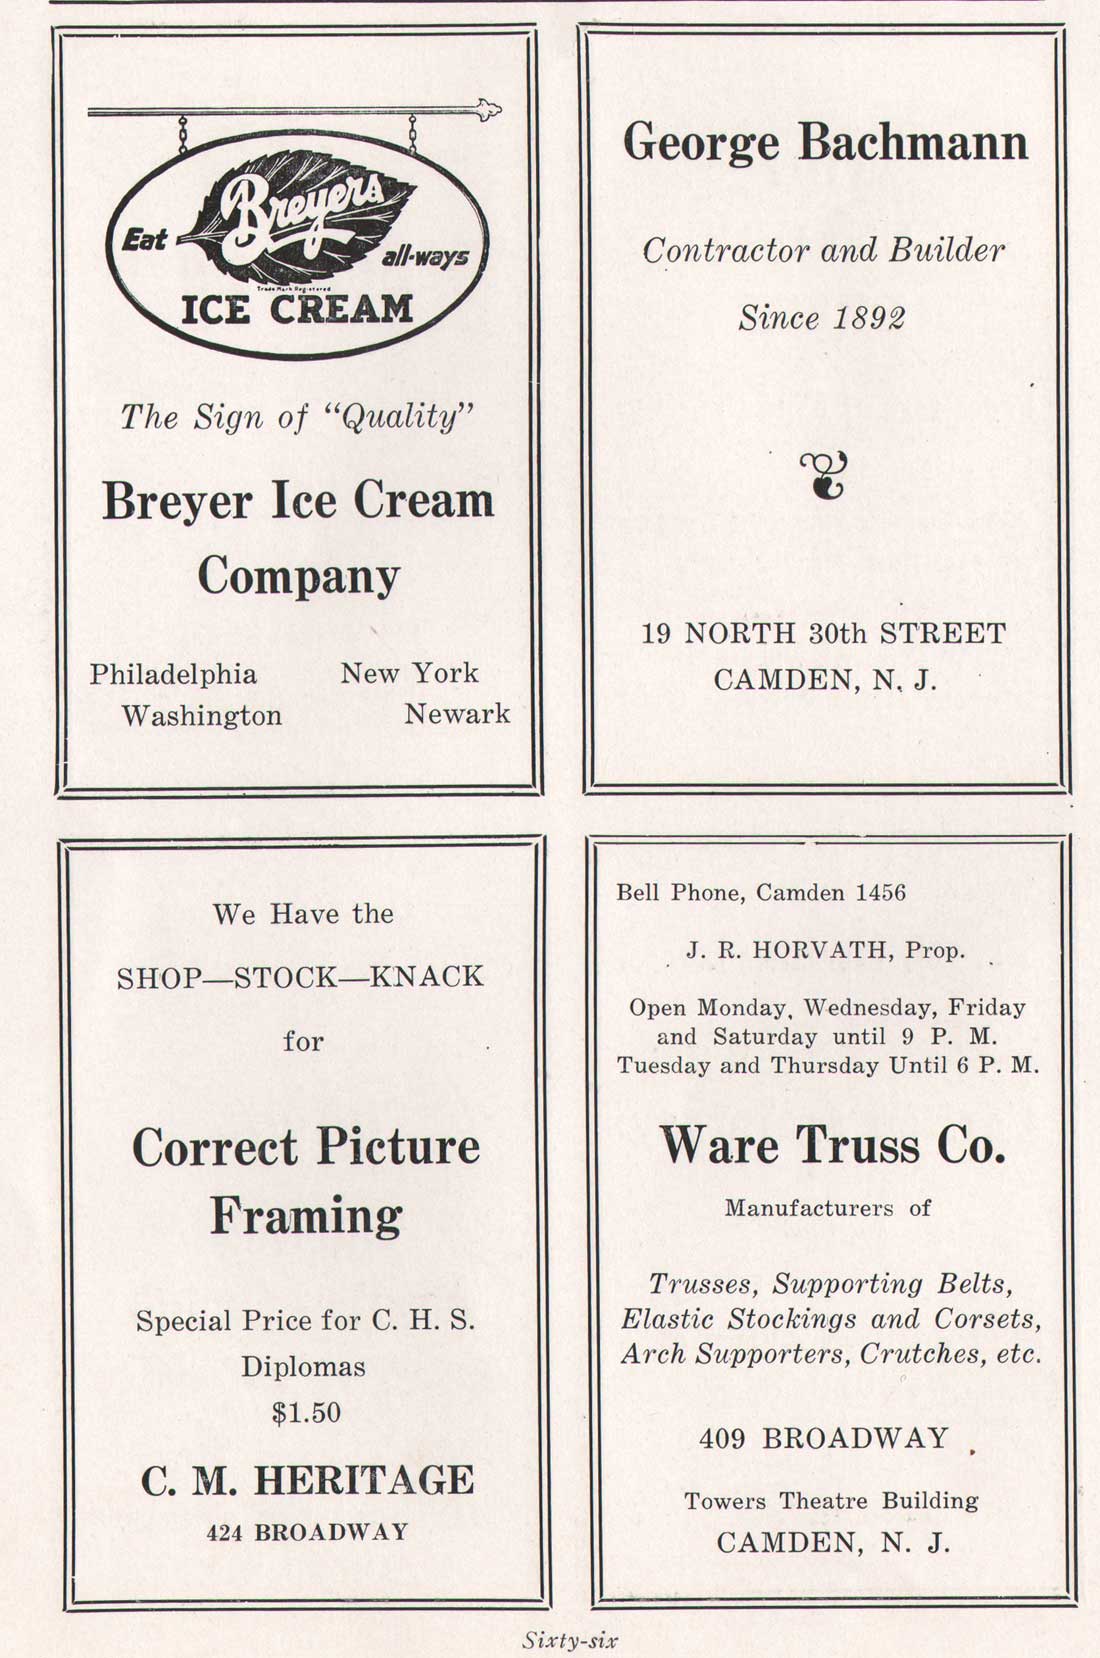 Eat Breyers all-ways
Trade Mark Registered
ICE CREAM
The Sign of “Quality”
Breyer Ice Cream
Company
Philadelphia New York
Washington Newark
George Bachmann
Contractor and Builder
Since 1892
19 NORTH 30th STREET
CAMDEN, N. J.
We Have the
SHOP—STOCK—KNACK
for
Correct Picture
Framing
Special Price for C. H. S.
Diplomas
$1.50
C. M. HERITAGE
424 BROADWAY
Bell Phone, Camden 1456
J. R. HORVATH, Prop.
Open Monday, Wednesday, Friday
and Saturday until 9 P. M.
Tuesday and Thursday Until 6 P. M.
Ware Truss Co.
Manufacturers of
Trusses, Supporting Belts,
Elastic Stockings and Corsets,
Arch Supporters, Crutches, etc.
409 BROADWAY
Towers Theatre Building
CAMDEN, N. J.
Sixty-six